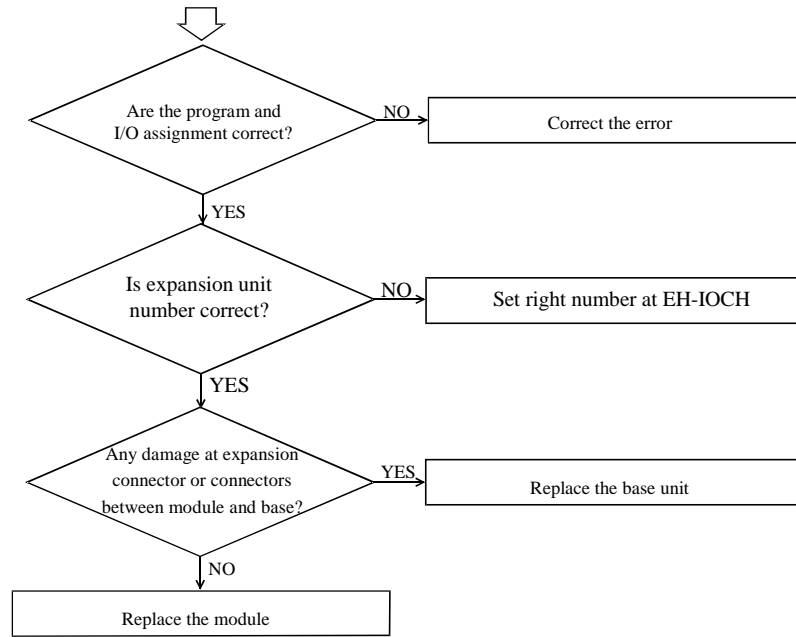 Are the program and
I/O assignment correct?
NO
Correct the error
YES
Is expansion unit
number correct?
NO
Set right number at EH-IOCH
YES
Any damage at expansion
connector or connectors
between module and base?
YES
Replace the base unit
NO
Replace the module